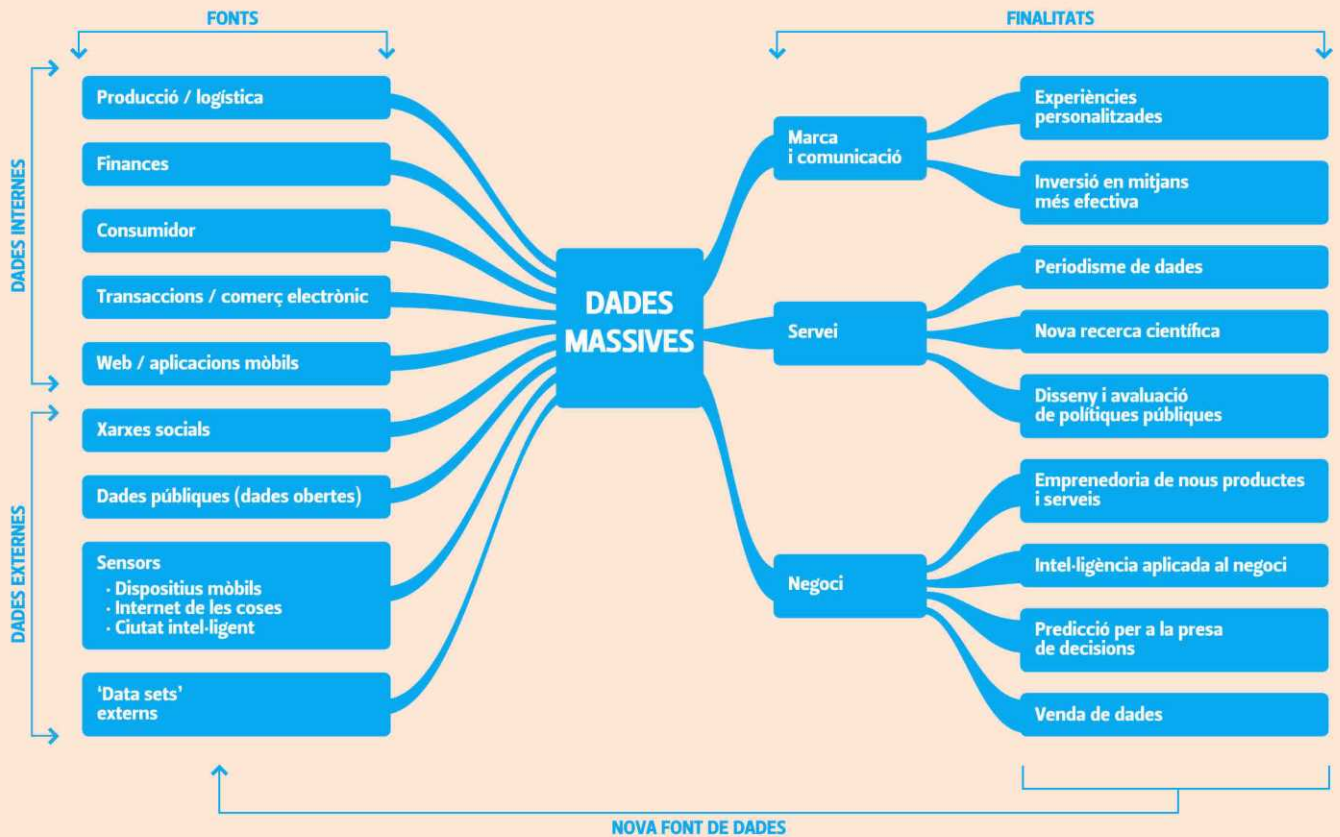 FONTS
FINALITATS
DADES INTERNES
Producció / logística
Finances
Consumidor
Transaccions / comerç electrònic
Web / aplicacions mòbils
DADES EXTERNES
Xarxes socials
Dades públiques (dades obertes)
Sensors
· Dispositius mòbils
· Internet de les coses
· Ciutat intel·ligent
'Data sets'
externs
DADES
MASSIVES
Marca
i comunicació
Experiències
personalitzades
Inversió en mitjans
més efectiva
Servei
Periodisme de dades
Nova recerca científica
Disseny i avaluació
de polítiques públiques
Negoci
Emprenedoria de nous productes
i serveis
Intel·ligència aplicada al negoci
Predicció per a la presa
de decisions
Venda de dades
NOVA FONT DE DADES